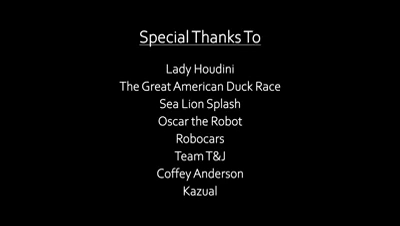 Special Thanks To
Lady Houdini
The Great American Duck Race
Sea Lion Splash
Oscar the Robot
Robocars
Team T&J
Coffey Anderson
Kazual